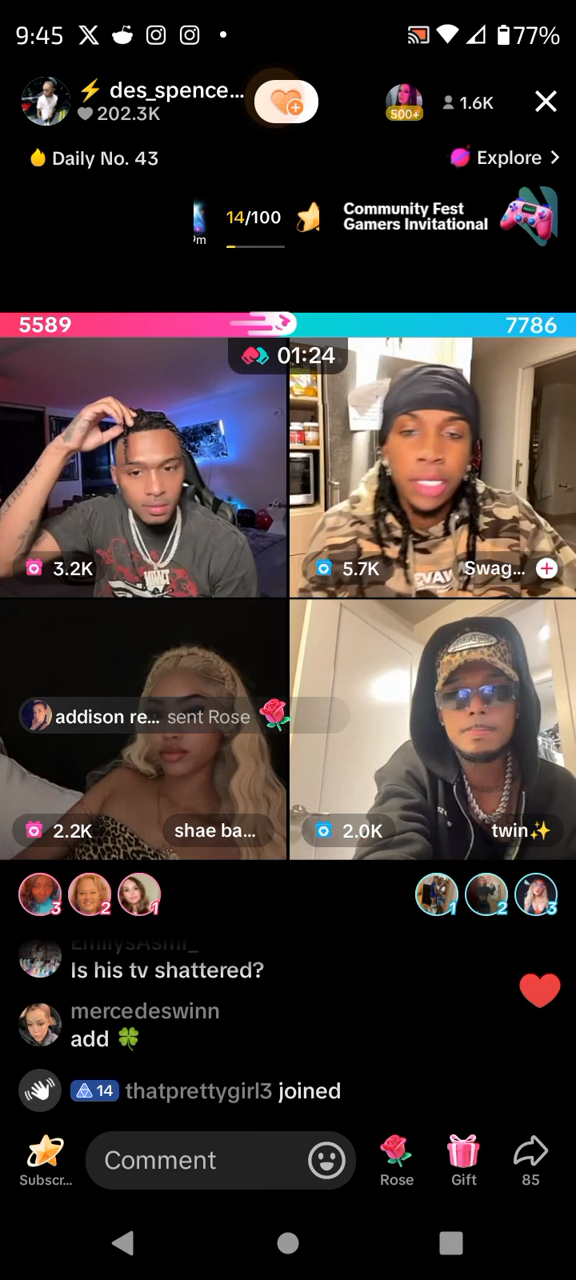 9:45
77%
⚡ des_spence...
202.3K
500+
1.6K
Daily No. 43
Explore >
14/100
Community Fest
Gamers Invitational
5589
7786
01:24
3.2K
5.7K
Swag...
addison re... sent Rose
2.2K
shae ba...
2.0K
twin✨
3
2
1
1
2
3
EmilysAsmr_
Is his tv shattered?
mercedeswinn
add 🍀
14 thatprettygirl3 joined
Subscr...
Comment
Rose
Gift
85